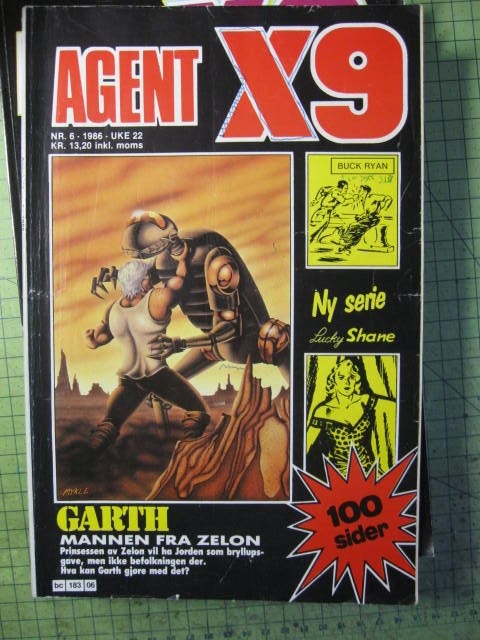 AGENT X9
NR. 6 · 1986 · UKE 22
KR. 13,20 inkl. moms
BUCK RYAN
Ny serie
Lucky Shane
MYKLE
100
sider
GARTH
MANNEN FRA ZELON
Prinsessen av Zelon vil ha Jorden som bryllups-
gave, men ikke befolkningen der.
Hva kan Garth gjøre med det?
bc 183 06